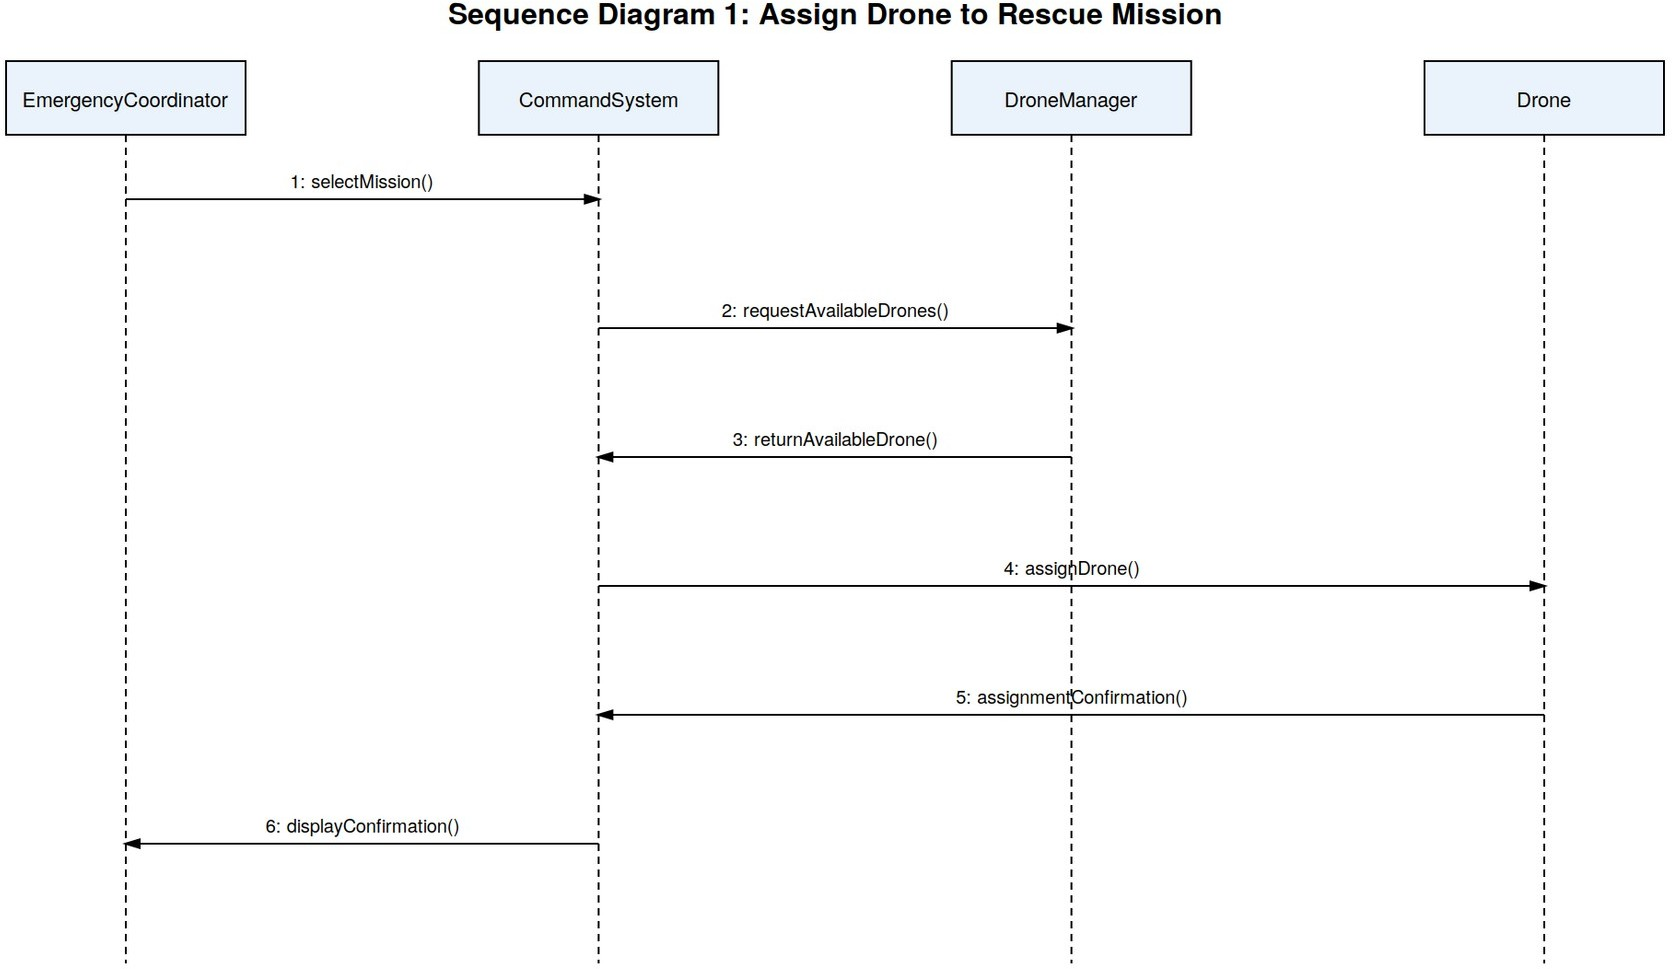 Sequence Diagram 1: Assign Drone to Rescue Mission
EmergencyCoordinator
CommandSystem
DroneManager
Drone
1: selectMission()
2: requestAvailableDrones()
3: returnAvailableDrone()
4: assignDrone()
5: assignmentConfirmation()
6: displayConfirmation()